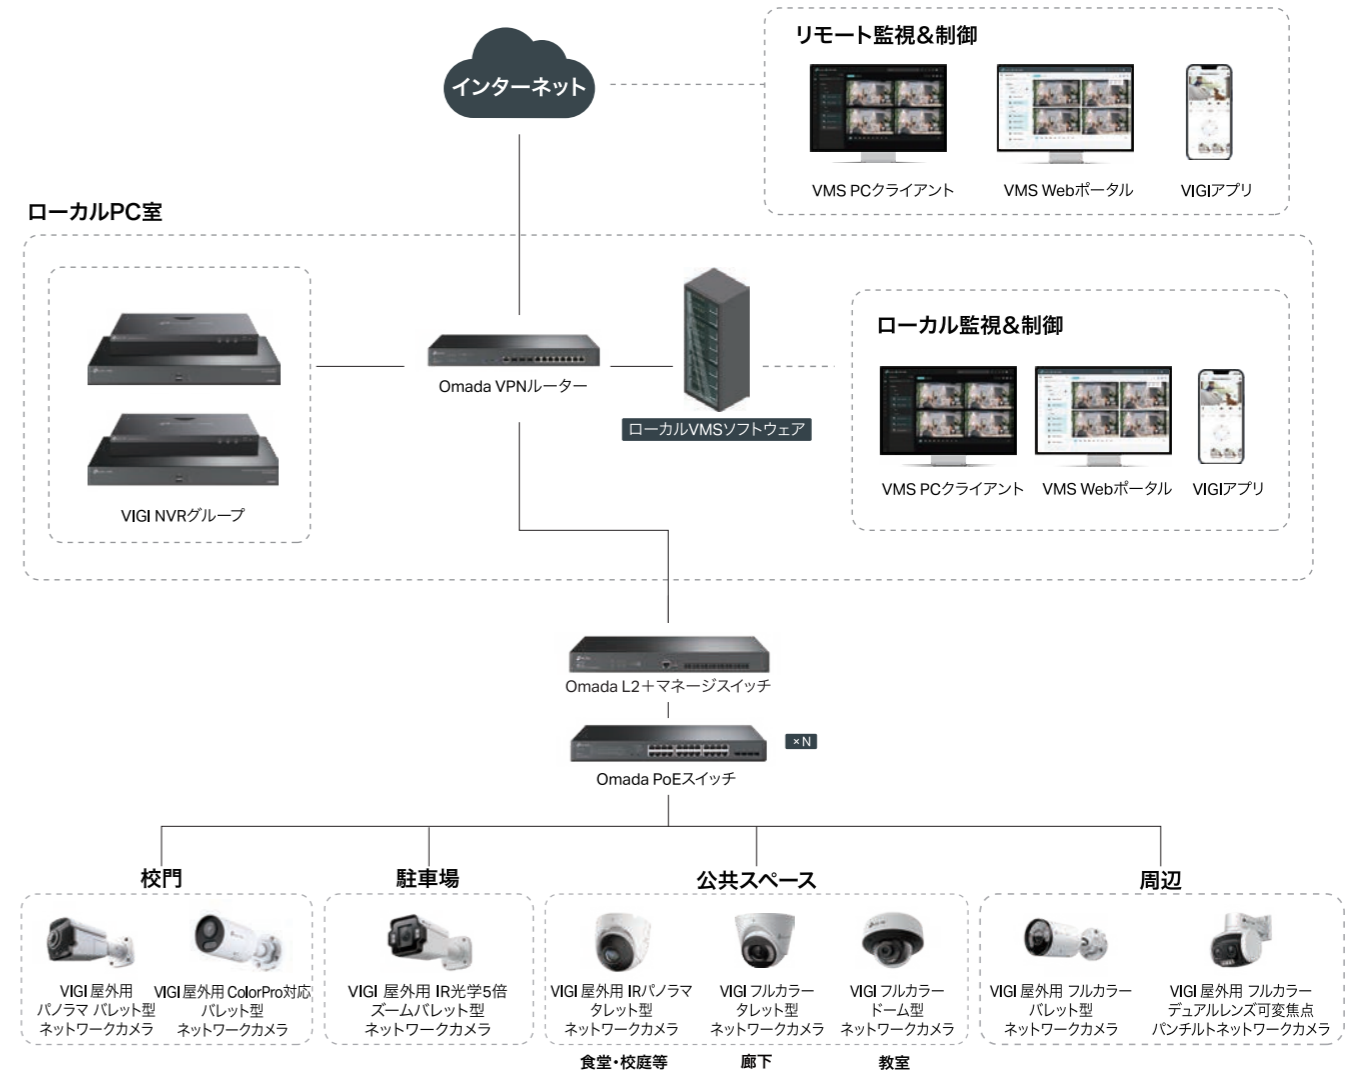 インターネット
リモート監視&制御
VMS PCクライアント
VMS Webポータル
VIGIアプリ
ローカルPC室
VIGI NVRグループ
Omada VPNルーター
ローカルVMSソフトウェア
ローカル監視&制御
VMS PCクライアント
VMS Webポータル
VIGIアプリ
Omada L2+マネージスイッチ
Omada PoEスイッチ
×N
校門
VIGI 屋外用
パノラマ バレット型
ネットワークカメラ
VIGI 屋外用 ColorPro対応
バレット型
ネットワークカメラ
駐車場
VIGI 屋外用 IR光学5倍
ズームバレット型
ネットワークカメラ
公共スペース
VIGI 屋外用 IRパノラマ
タレット型
ネットワークカメラ
食堂・校庭等
VIGI フルカラー
タレット型
ネットワークカメラ
廊下
VIGI フルカラー
ドーム型
ネットワークカメラ
教室
周辺
VIGI 屋外用 フルカラー
バレット型
ネットワークカメラ
VIGI 屋外用 フルカラー
デュアルレンズ可変焦点
パンチルトネットワークカメラ